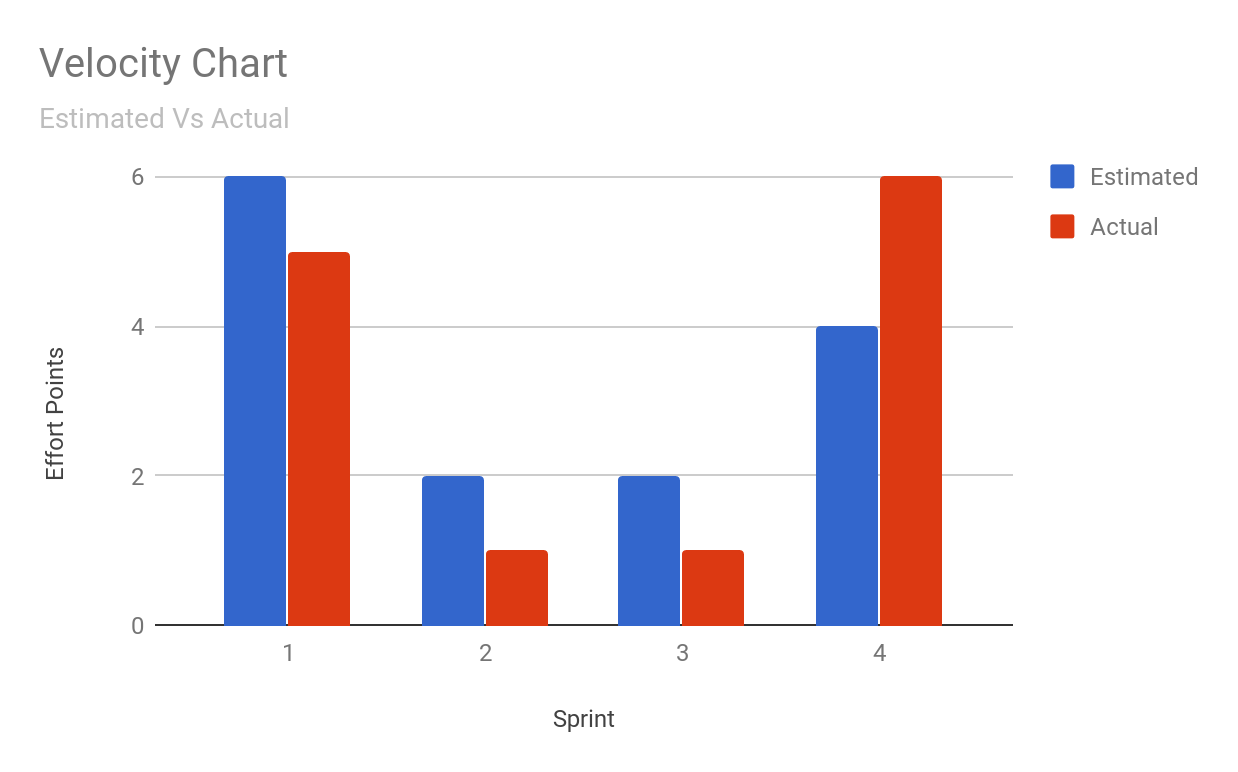 Velocity Chart
Estimated Vs Actual
Estimated
Actual
6
4
2
0
Effort Points
1 2 3 4
Sprint